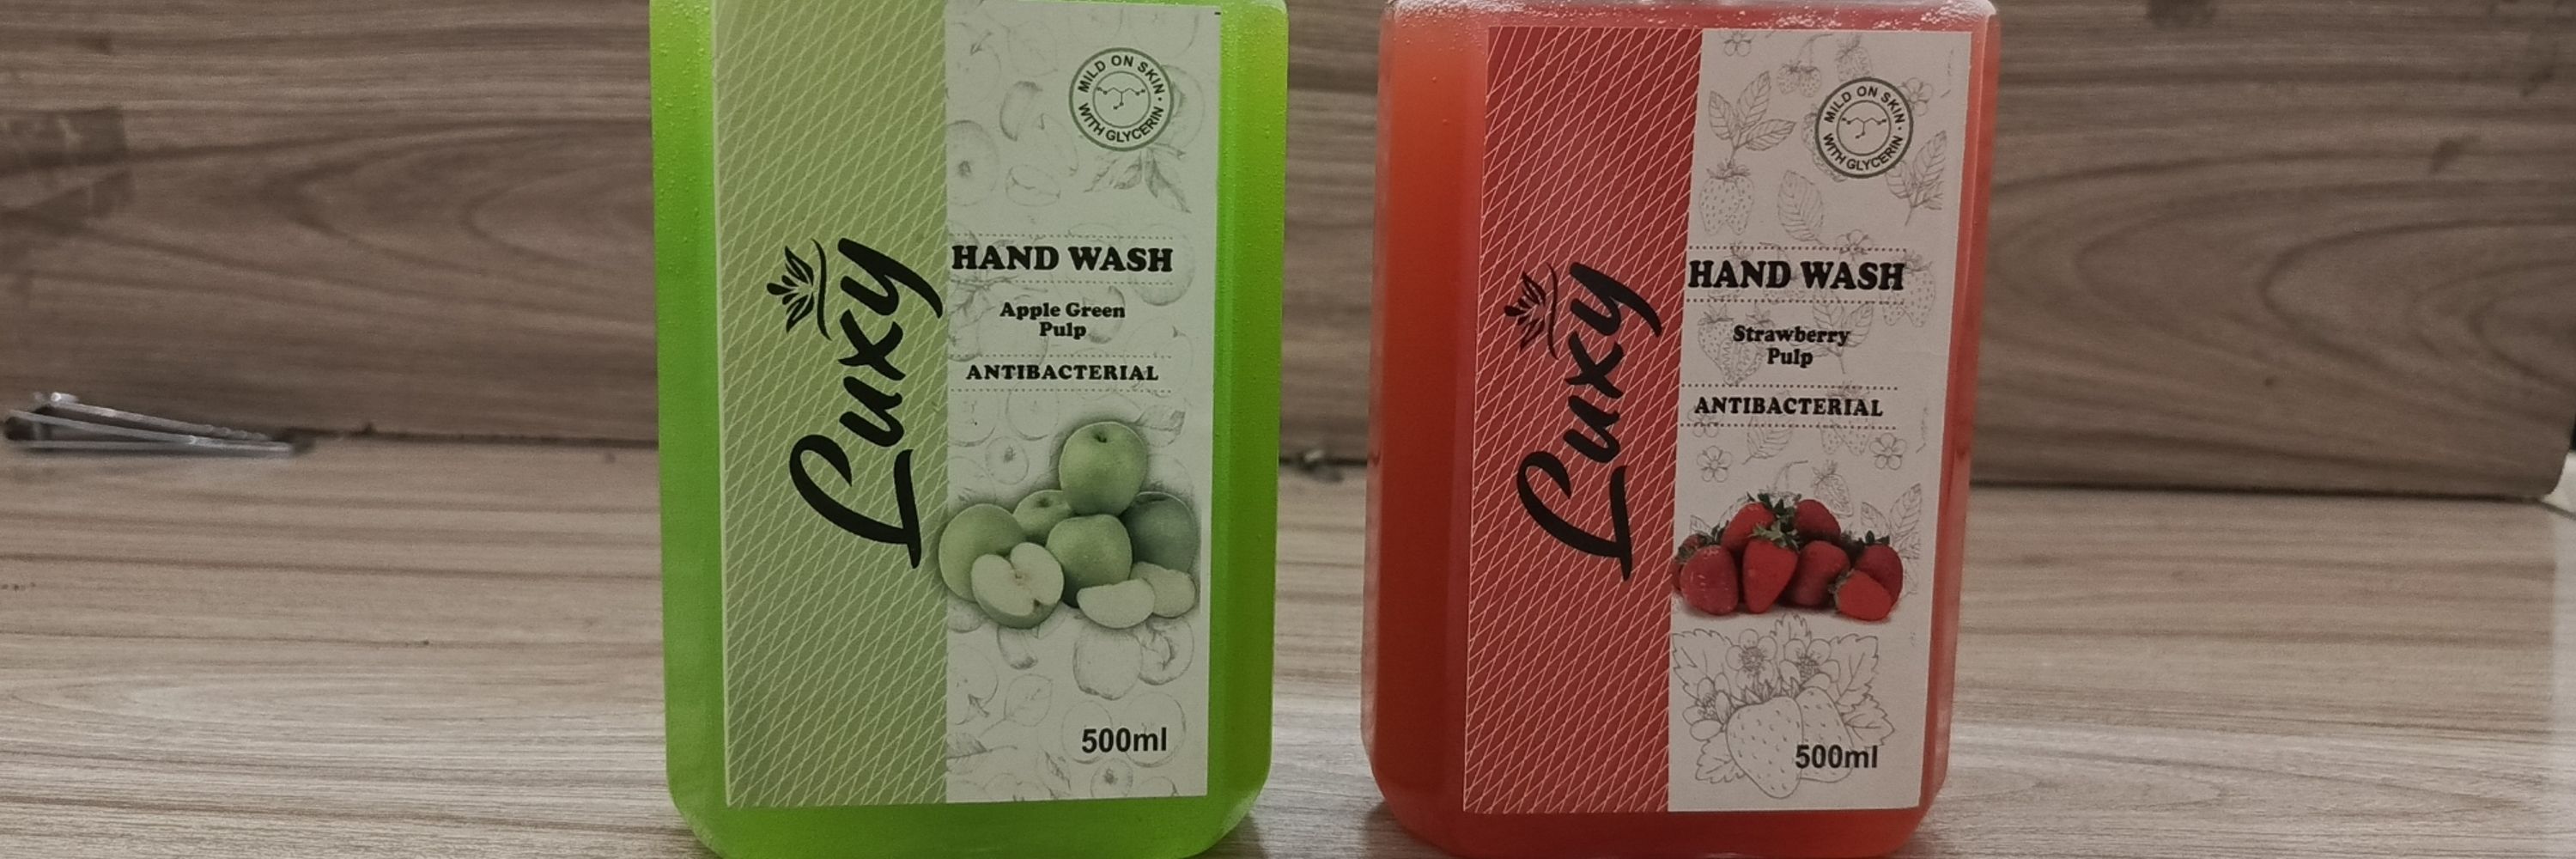 Luxy
MILD ON SKIN · WITH GLYCERIN ·
HAND WASH
Apple Green
Pulp
ANTIBACTERIAL
500ml
Luxy
MILD ON SKIN · WITH GLYCERIN ·
HAND WASH
Strawberry
Pulp
ANTIBACTERIAL
500ml